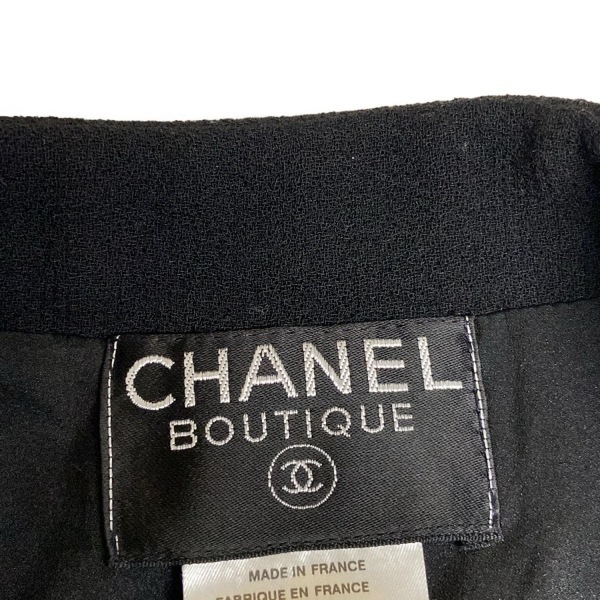 CHANEL
BOUTIQUE
MADE IN FRANCE
FABRIQUE EN FRANCE